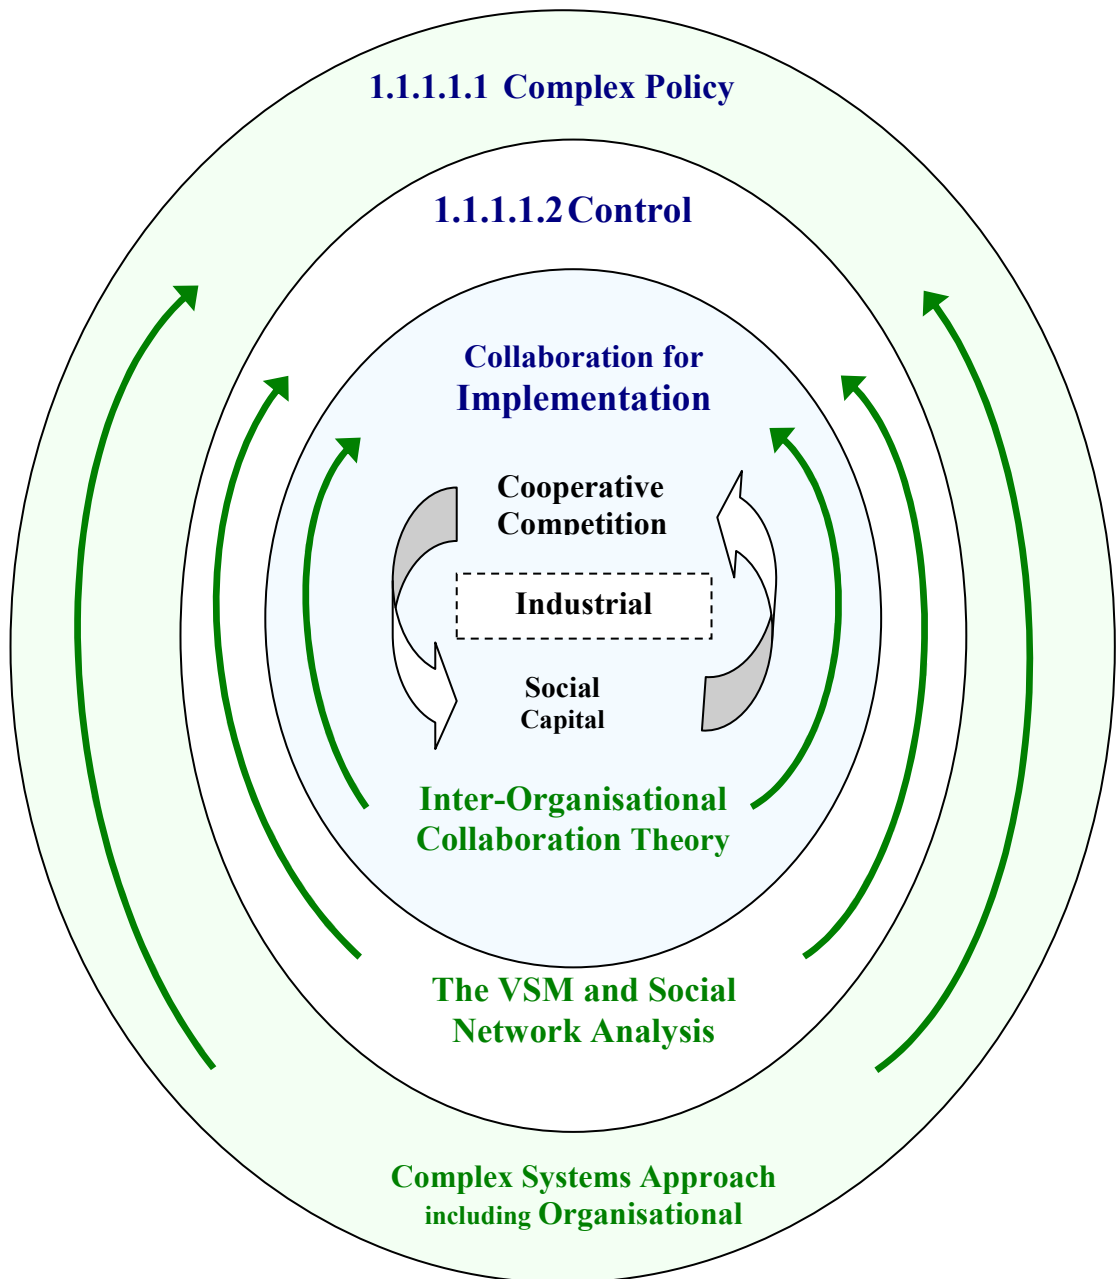 1.1.1.1.1 Complex Policy
1.1.1.1.2 Control
Collaboration for
Implementation
Cooperative
Competition
Industrial
Social
Capital
Inter-Organisational
Collaboration Theory
The VSM and Social
Network Analysis
Complex Systems Approach
including Organisational